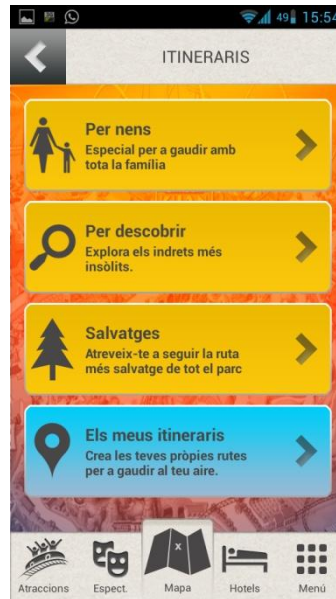 49 15:54
ITINERARIS
Per nens
Especial per a gaudir amb
tota la família
Per descobrir
Explora els indrets més
insòlits.
Salvatges
Atreveix-te a seguir la ruta
més salvatge de tot el parc
Els meus itineraris
Crea les teves pròpies rutes
per a gaudir al teu aire.
x
Atraccions Espect. Mapa Hotels Menú